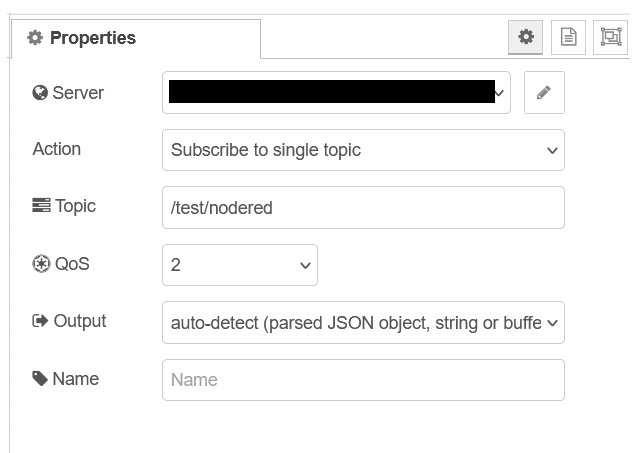 Properties
Server
Action
Subscribe to single topic
Topic
/test/nodered
QoS
2
Output
auto-detect (parsed JSON object, string or buffe
Name
Name